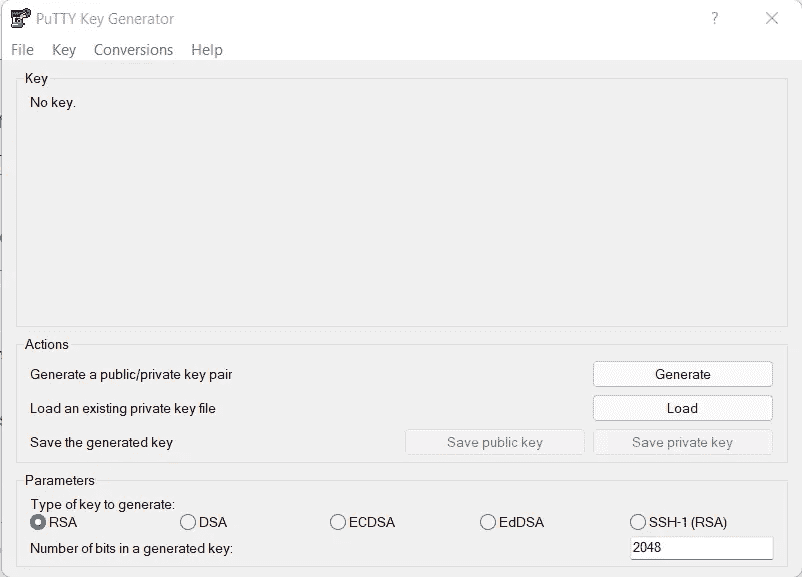 PuTTY Key Generator ?
File Key Conversions Help
Key
No key.
Actions
Generate a public/private key pair Generate
Load an existing private key file Load
Save the generated key Save public key Save private key
Parameters
Type of key to generate:
RSA DSA ECDSA EdDSA SSH-1 (RSA)
Number of bits in a generated key: 2048